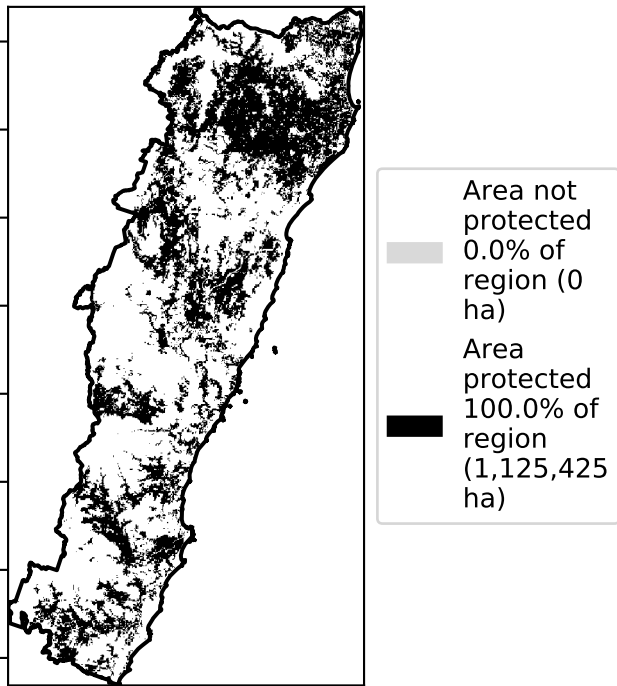 Area not
protected
0.0% of
region (0
ha)
Area
protected
100.0% of
region
(1,125,425
ha)